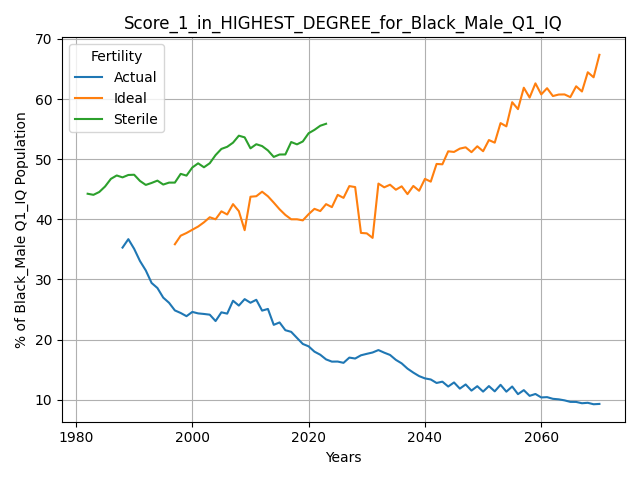 Score_1_in_HIGHEST_DEGREE_for_Black_Male_Q1_IQ
% of Black_Male Q1_IQ Population
70
60
50
40
30
20
10
Fertility
Actual
Ideal
Sterile
1980 2000 2020 2040 2060
Years